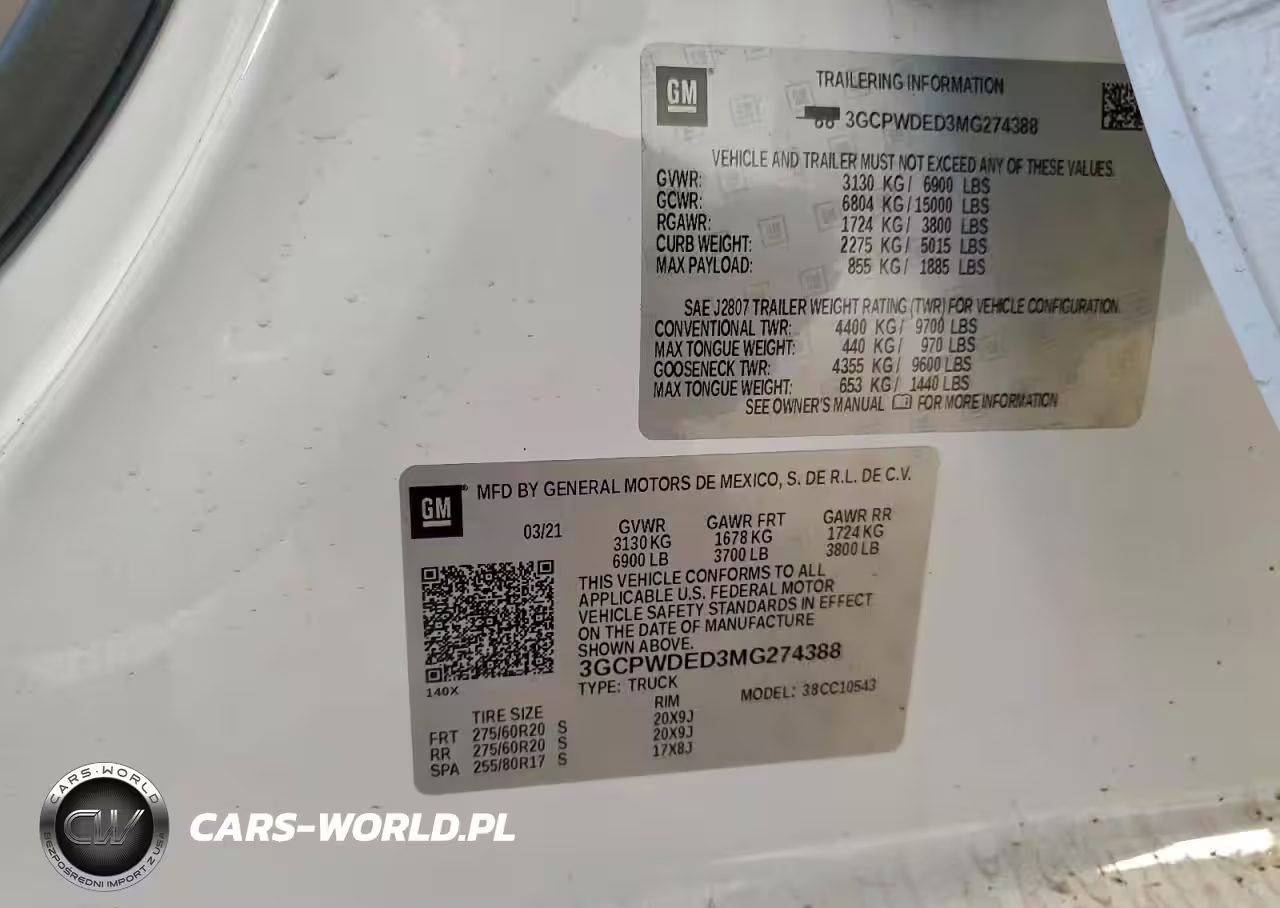 GM
TRAILERING INFORMATION
3GCPWDED3MG274388
VEHICLE AND TRAILER MUST NOT EXCEED ANY OF THESE VALUES.
GVWR: 3130 KG/ 6900 LBS
GCWR: 6804 KG/15000 LBS
RGAWR: 1724 KG/ 3800 LBS
CURB WEIGHT: 2275 KG/ 5015 LBS
MAX PAYLOAD: 855 KG/ 1885 LBS
SAE J2807 TRAILER WEIGHT RATING (TWR) FOR VEHICLE CONFIGURATION.
CONVENTIONAL TWR: 4400 KG/ 9700 LBS
MAX TONGUE WEIGHT: 440 KG/ 970 LBS
GOOSENECK TWR: 4355 KG/ 9600 LBS
MAX TONGUE WEIGHT: 653 KG/ 1440 LBS
SEE OWNER'S MANUAL FOR MORE INFORMATION
GM
MFD BY GENERAL MOTORS DE MEXICO, S. DE R.L. DE C.V.
03/21 GVWR GAWR FRT GAWR RR
3130 KG 1678 KG 1724 KG
6900 LB 3700 LB 3800 LB
THIS VEHICLE CONFORMS TO ALL
APPLICABLE U.S. FEDERAL MOTOR
VEHICLE SAFETY STANDARDS IN EFFECT
ON THE DATE OF MANUFACTURE
SHOWN ABOVE.
3GCPWDED3MG274388
140X
TYPE: TRUCK MODEL: 38CC10543
TIRE SIZE RIM
FRT 275/60R20 S 20X9J
RR 275/60R20 S 20X9J
SPA 255/80R17 S 17X8J
CARS-WORLD
CW
BEZPOŚREDNI IMPORT Z USA
CARS-WORLD.PL